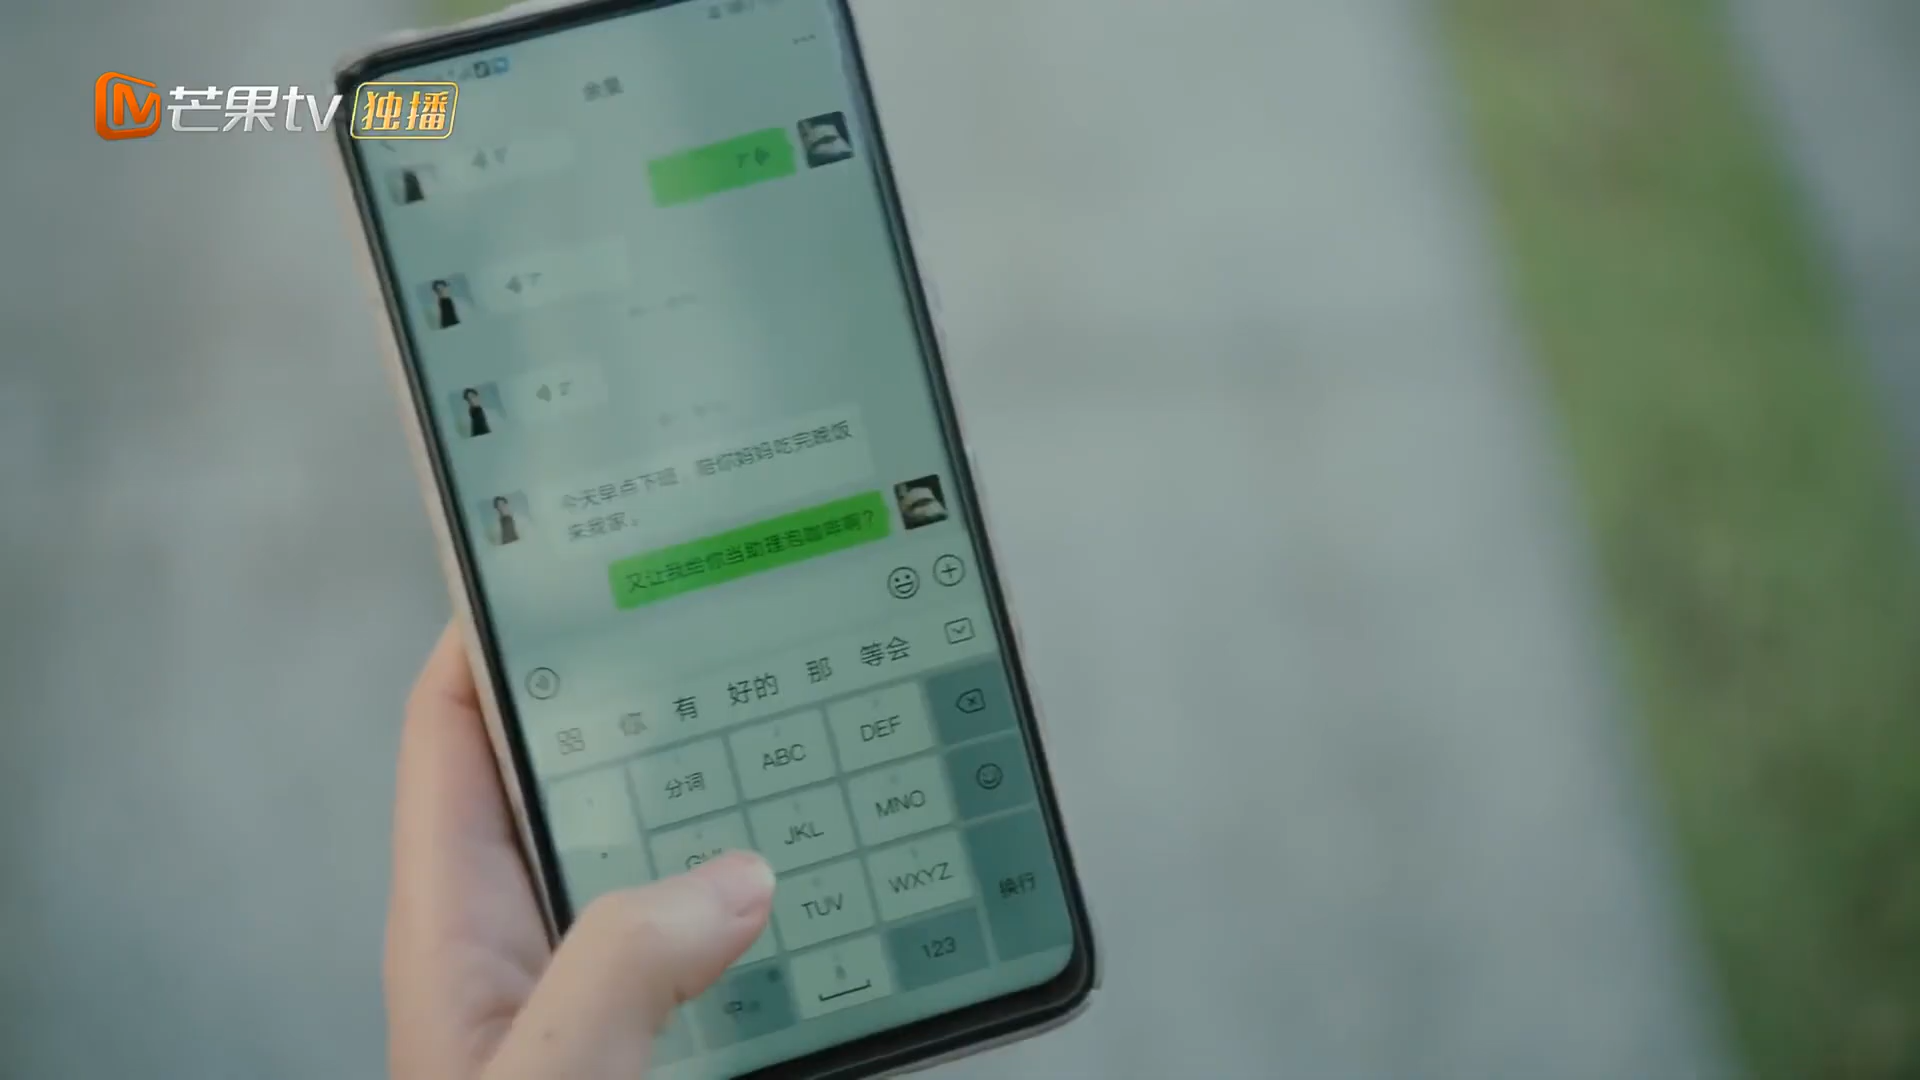 芒果tv 独播
今天早点下班，陪你妈妈吃完晚饭
来我家。
又让我给你当助理泡咖啡啊？
你 有 好的 那 等会
分词 ABC DEF
JKL MNO
TUV WXYZ 换行
123